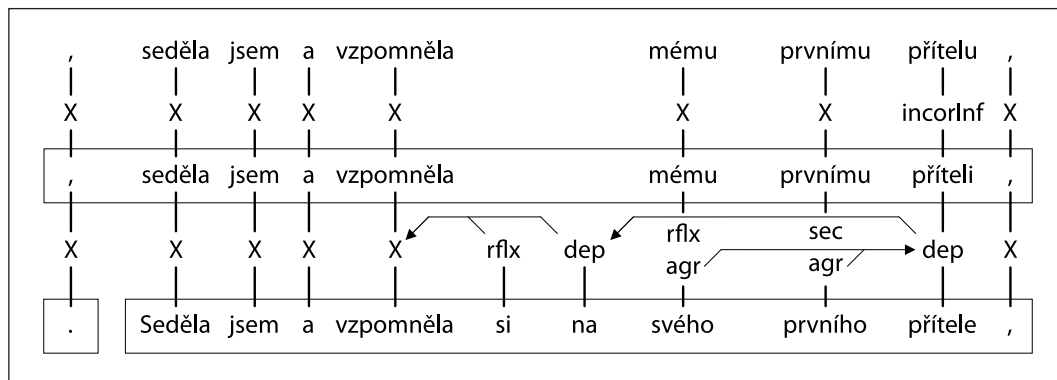 , seděla jsem a vzpomněla mému prvnímu přítelu ,
X X X X X X X incorInf X
, seděla jsem a vzpomněla mému prvnímu příteli ,
rflx sec
X X X X X rflx dep dep X
agr agr
. Seděla jsem a vzpomněla si na svého prvního přítele ,